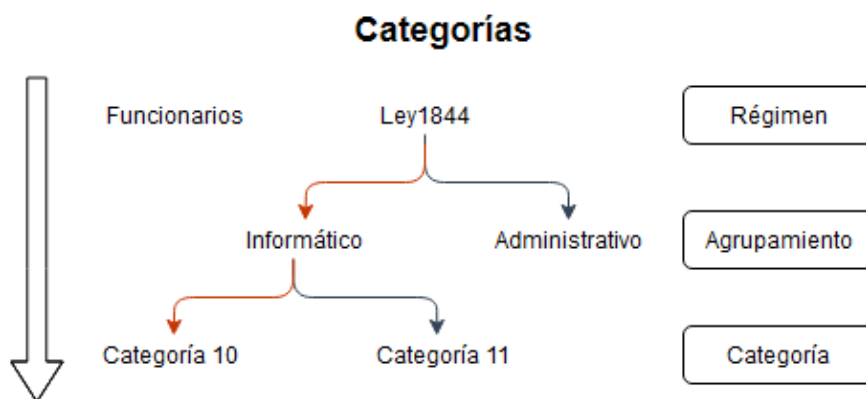 Categorías
Funcionarios Ley1844 Régimen
Informático Administrativo Agrupamiento
Categoría 10 Categoría 11 Categoría